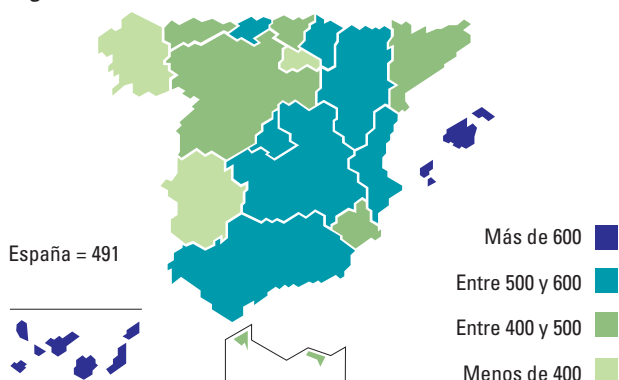 España = 491
Más de 600
Entre 500 y 600
Entre 400 y 500
Menos de 400